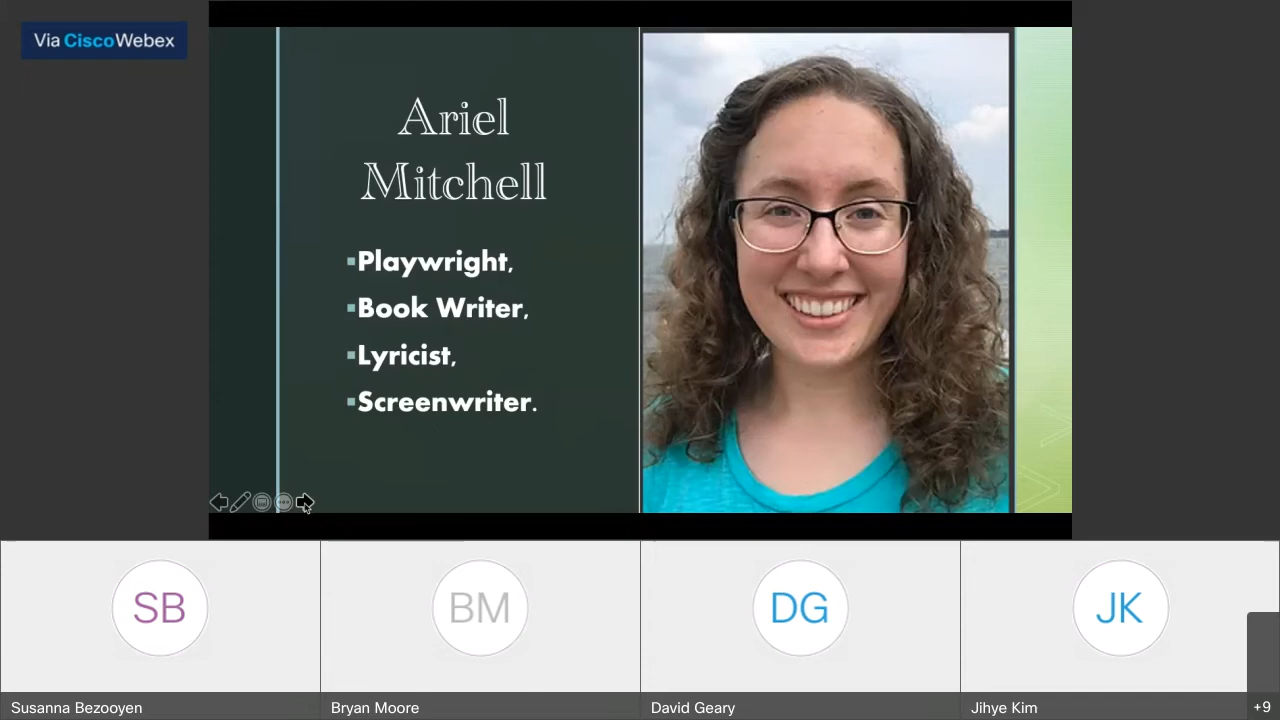 Via CiscoWebex
Ariel
Mitchell
Playwright,
Book Writer,
Lyricist,
Screenwriter.
SB
BM
DG
JK
Susanna Bezooyen
Bryan Moore
David Geary
Jihye Kim
+9